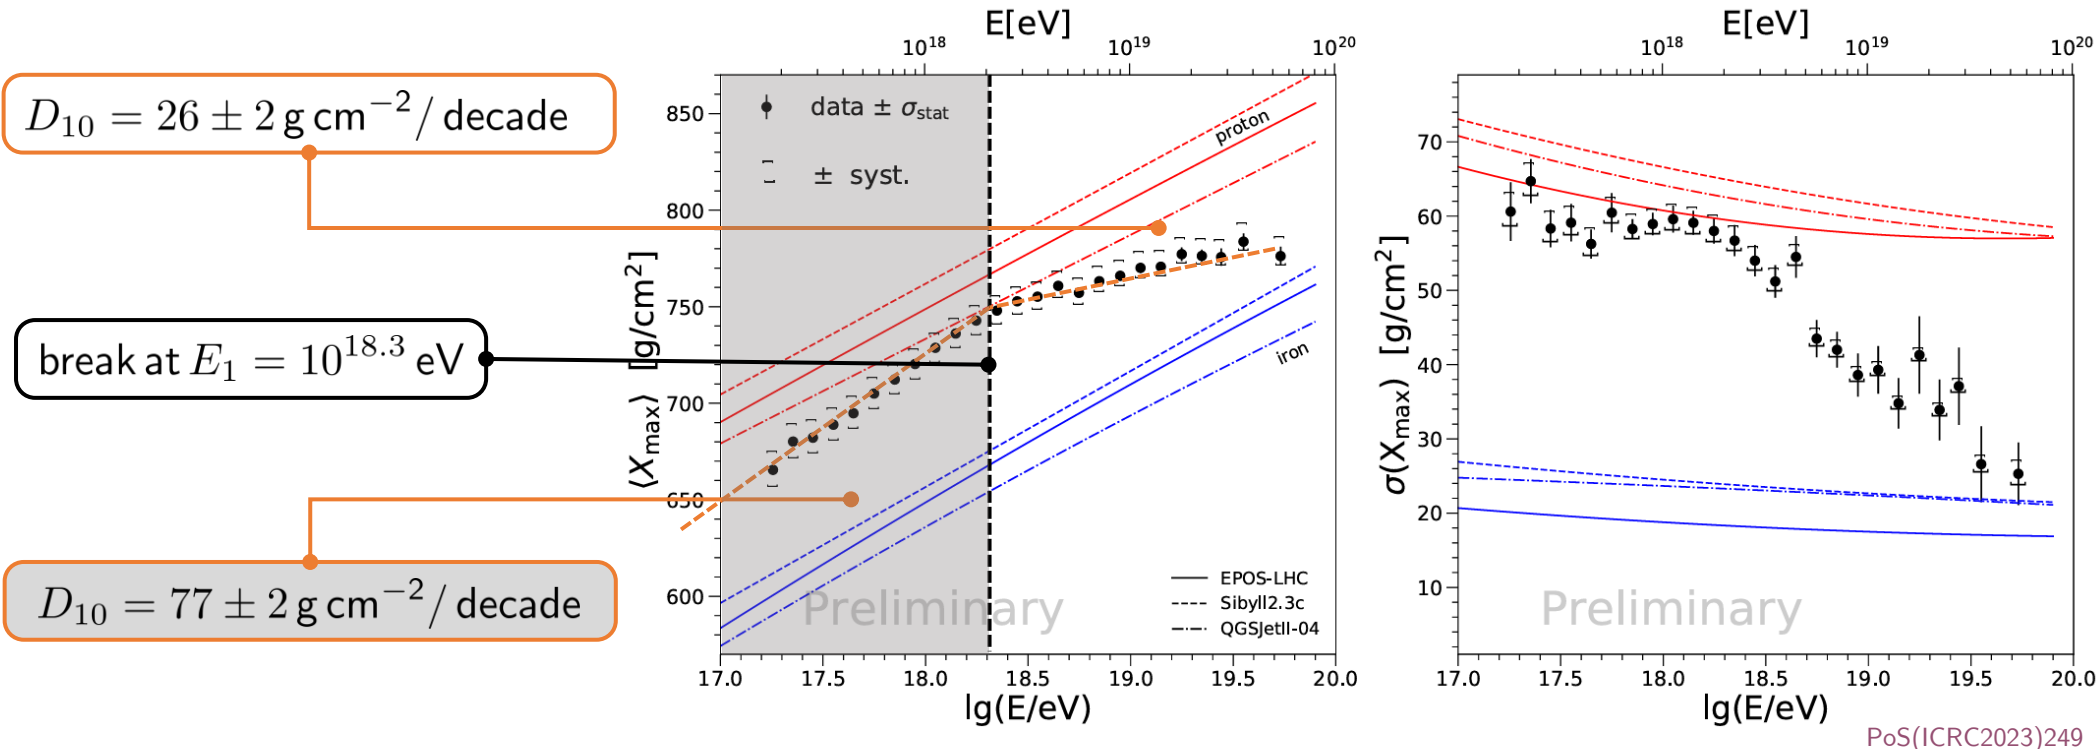 D₁₀ = 26 ± 2 g cm⁻²/ decade
break at E₁ = 10¹⁸·³ eV
D₁₀ = 77 ± 2 g cm⁻²/ decade
E[eV]
10¹⁸ 10¹⁹ 10²⁰
850
800
750
700
650
600
⟨Xmax⟩ [g/cm²]
data ± σstat
± syst.
proton
iron
EPOS-LHC
Sibyll2.3c
QGSJetII-04
Preliminary
17.0 17.5 18.0 18.5 19.0 19.5 20.0
lg(E/eV)
E[eV]
10¹⁸ 10¹⁹ 10²⁰
70
60
50
40
30
20
10
σ(Xmax) [g/cm²]
Preliminary
17.0 17.5 18.0 18.5 19.0 19.5 20.0
lg(E/eV)
PoS(ICRC2023)249